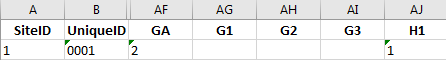 A B AF AG AH AI AJ
SiteID UniqueID GA G1 G2 G3 H1
1 0001 2 1